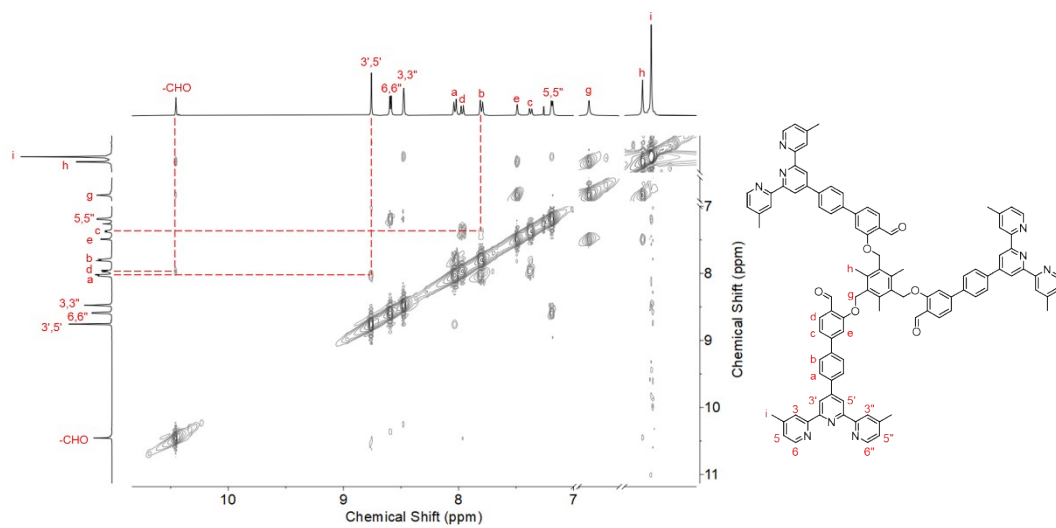 i
h
3',5'
3,3"
6,6"
-CHO
a
d
b
e
c
5,5"
g
i
h
g
5,5"
c
e
b
d
a
3,3"
6,6"
3',5'
-CHO
7
8
9
10
11
Chemical Shift (ppm)
10
9
8
7
Chemical Shift (ppm)
N
N
N
O
O
N
N
N
h
g
O
O
O
O
d
c
e
b
a
3'
5'
i
3
3"
N
N
N
5
6
6"
5"